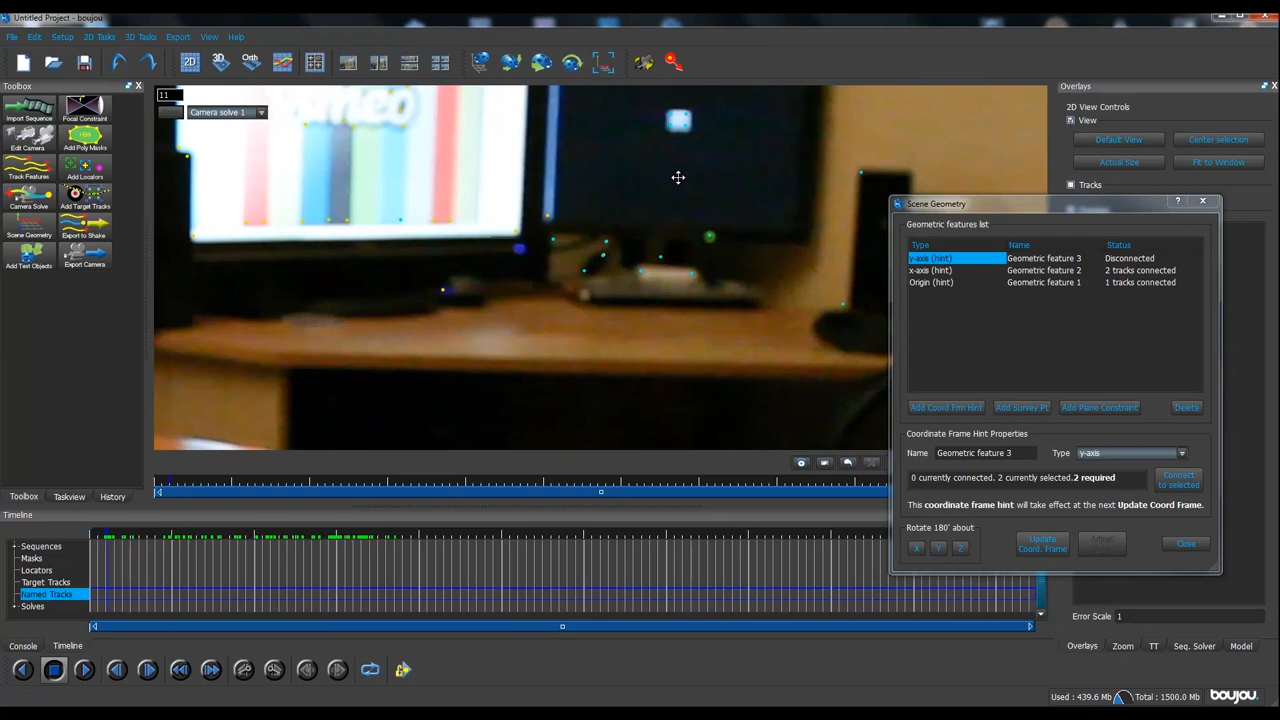 Untitled Project - boujou
File Edit Setup 2D Tasks 3D Tasks Export View Help
2D 3D Orth
Toolbox
Import Sequence Focal Constraint
Edit Camera Add Poly Masks
Track Features Add Locators
Camera Solve Add Target Tracks
Scene Geometry Export to Shake
Add Test Objects Export Camera
11
Camera solve 1
Overlays
2D View Controls
View
Default View Center selection
Actual Size Fit to Window
Tracks
Scene Geometry
Geometric features list
Type Name Status
y-axis (hint) Geometric feature 3 Disconnected
x-axis (hint) Geometric feature 2 2 tracks connected
Origin (hint) Geometric feature 1 1 tracks connected
Add Coord Frm Hint Add Survey Pt Add Plane Constraint Delete
Coordinate Frame Hint Properties
Name Geometric feature 3 Type y-axis
0 currently connected. 2 currently selected.2 required
Connect to selected
This coordinate frame hint will take effect at the next Update Coord Frame.
Rotate 180' about
X Y Z
Update Coord. Frame
Adjust
Close
Toolbox Taskview History
Timeline
Sequences
Masks
Locators
Target Tracks
Named Tracks
Solves
Console Timeline
Error Scale 1
Overlays Zoom TT Seq. Solver Model
Used : 439.6 Mb Total : 1500.0 Mb boujou